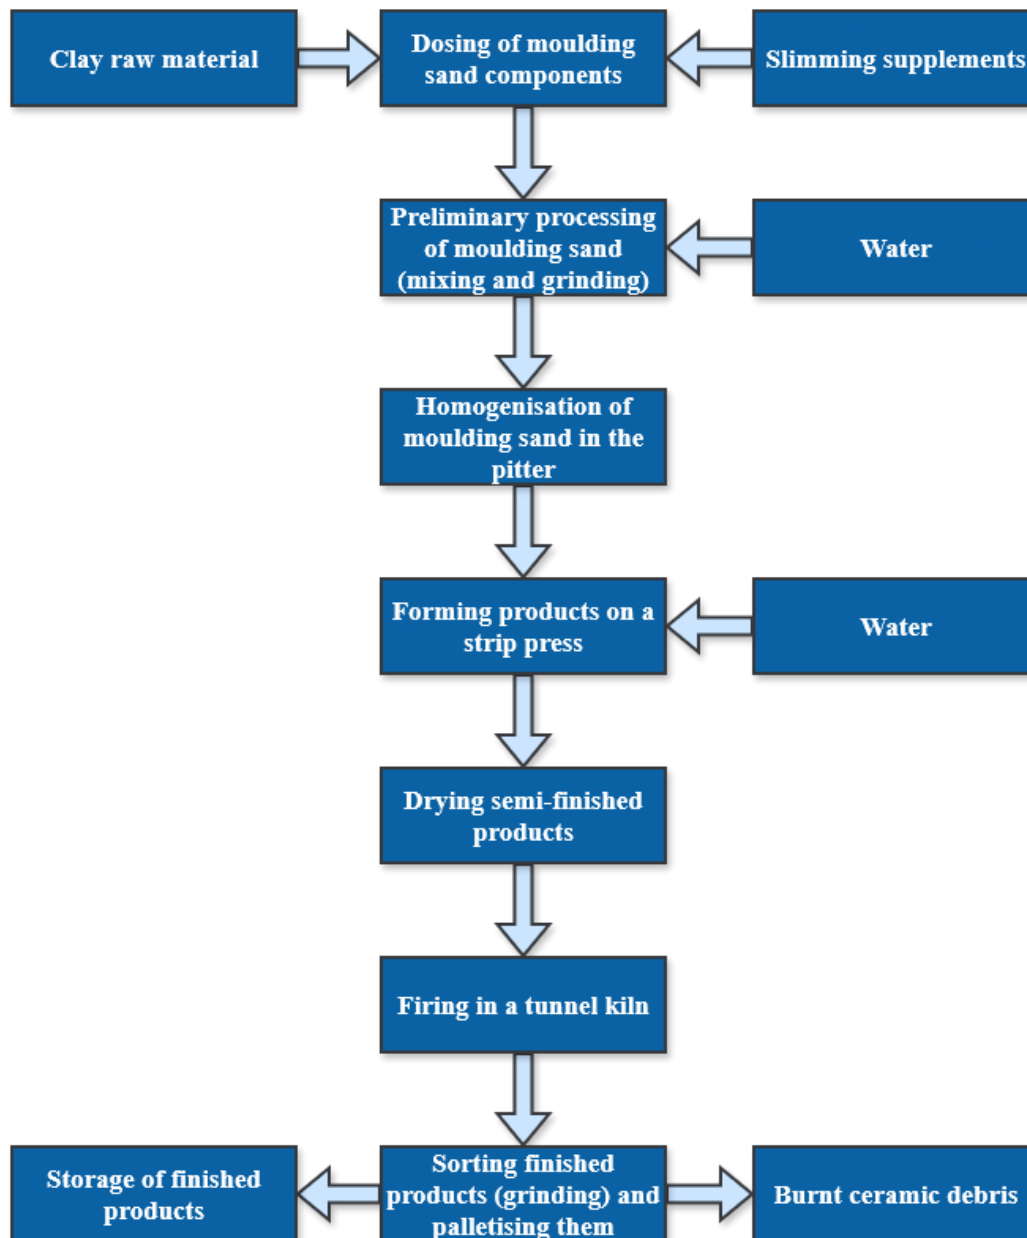 Clay raw material
Dosing of moulding
sand components
Slimming supplements
Preliminary processing
of moulding sand
(mixing and grinding)
Water
Homogenisation of
moulding sand in the
pitter
Forming products on a
strip press
Water
Drying semi-finished
products
Firing in a tunnel kiln
Storage of finished
products
Sorting finished
products (grinding) and
palletising them
Burnt ceramic debris